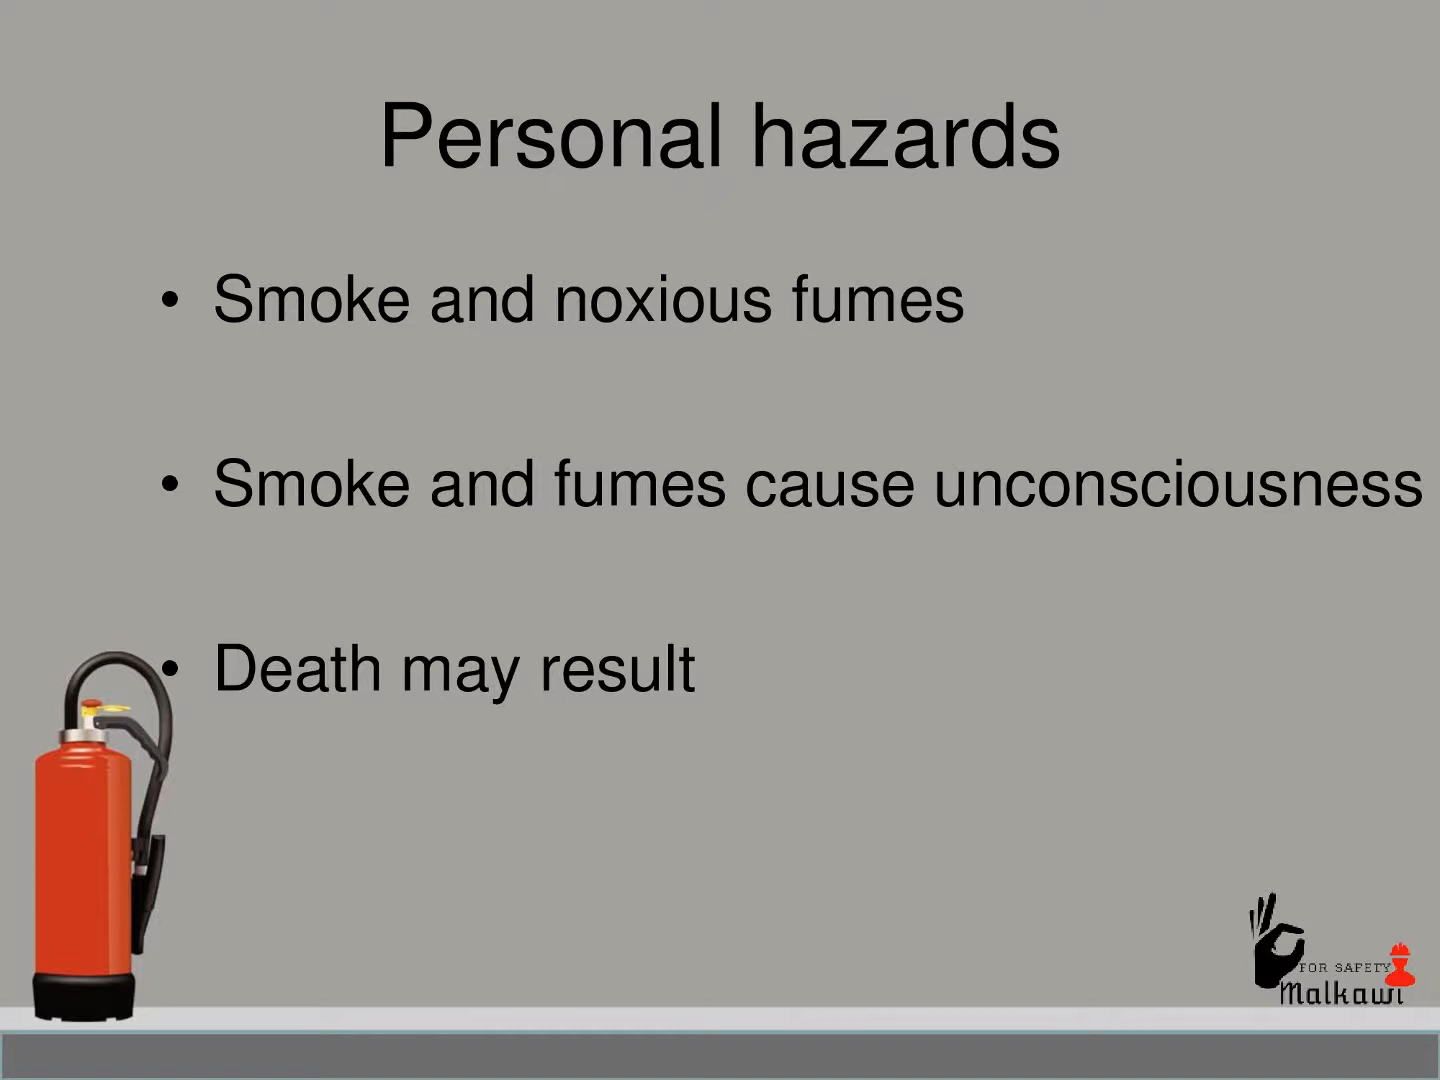 Personal hazards
• Smoke and noxious fumes
• Smoke and fumes cause unconsciousness
• Death may result
FOR SAFETY
Malkawi